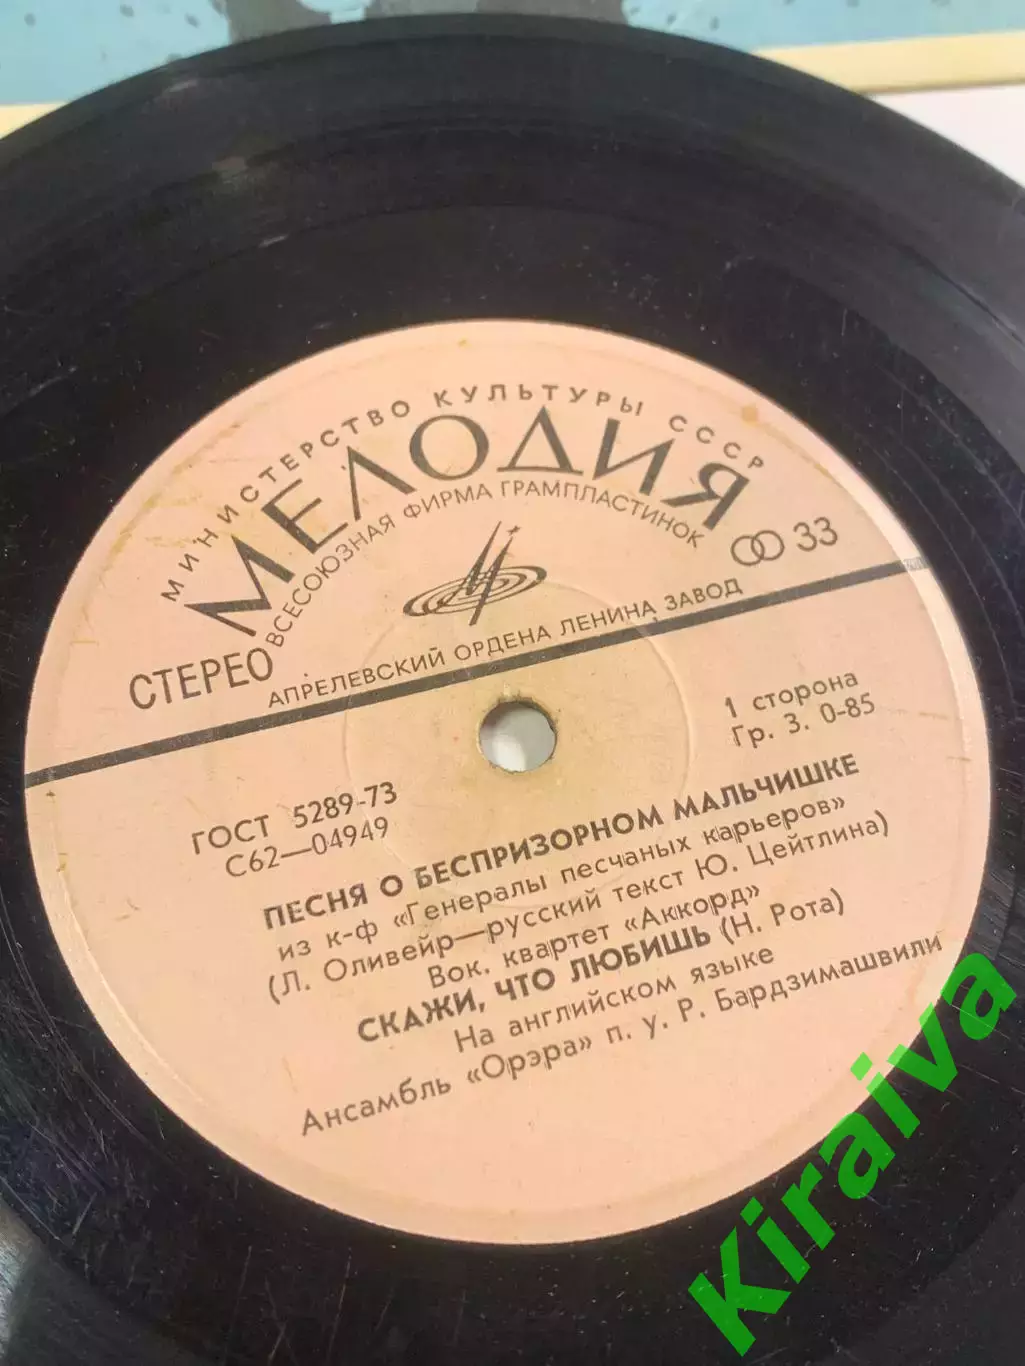 МИНИСТЕРСТВО КУЛЬТУРЫ СССР
МЕЛОДИЯ
ВСЕСОЮЗНАЯ ФИРМА ГРАМПЛАСТИНОК
СТЕРЕО
33
АПРЕЛЕВСКИЙ ОРДЕНА ЛЕНИНА ЗАВОД
1 сторона
Гр. 3. 0-85
ГОСТ 5289-73
С62—04949
ПЕСНЯ О БЕСПРИЗОРНОМ МАЛЬЧИШКЕ
из к-ф «Генералы песчаных карьеров»
(Л. Оливейр—русский текст Ю. Цейтлина)
Вок. квартет «Аккорд»
СКАЖИ, ЧТО ЛЮБИШЬ (Н. Рота)
На английском языке
Ансамбль «Орэра» п. у. Р. Бардзимашвили
Kiraiva